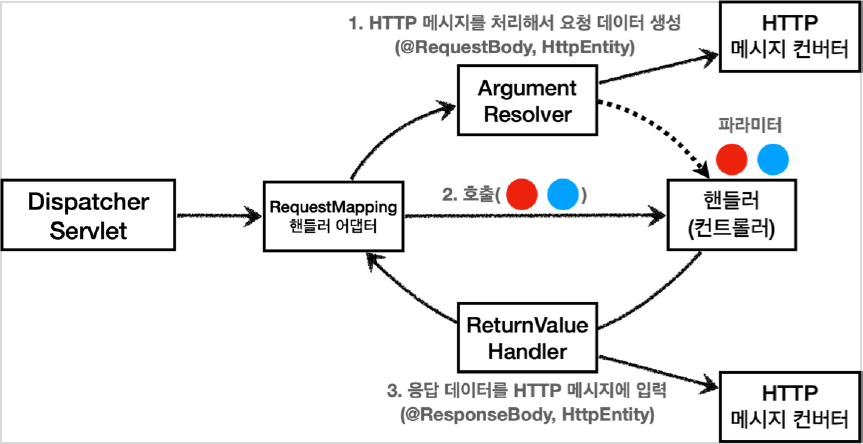 1. HTTP 메시지를 처리해서 요청 데이터 생성
(@RequestBody, HttpEntity)
HTTP
메시지 컨버터
Argument
Resolver
파라미터
Dispatcher
Servlet
RequestMapping
핸들러 어댑터
2. 호출( )
핸들러
(컨트롤러)
ReturnValue
Handler
3. 응답 데이터를 HTTP 메시지에 입력
(@ResponseBody, HttpEntity)
HTTP
메시지 컨버터